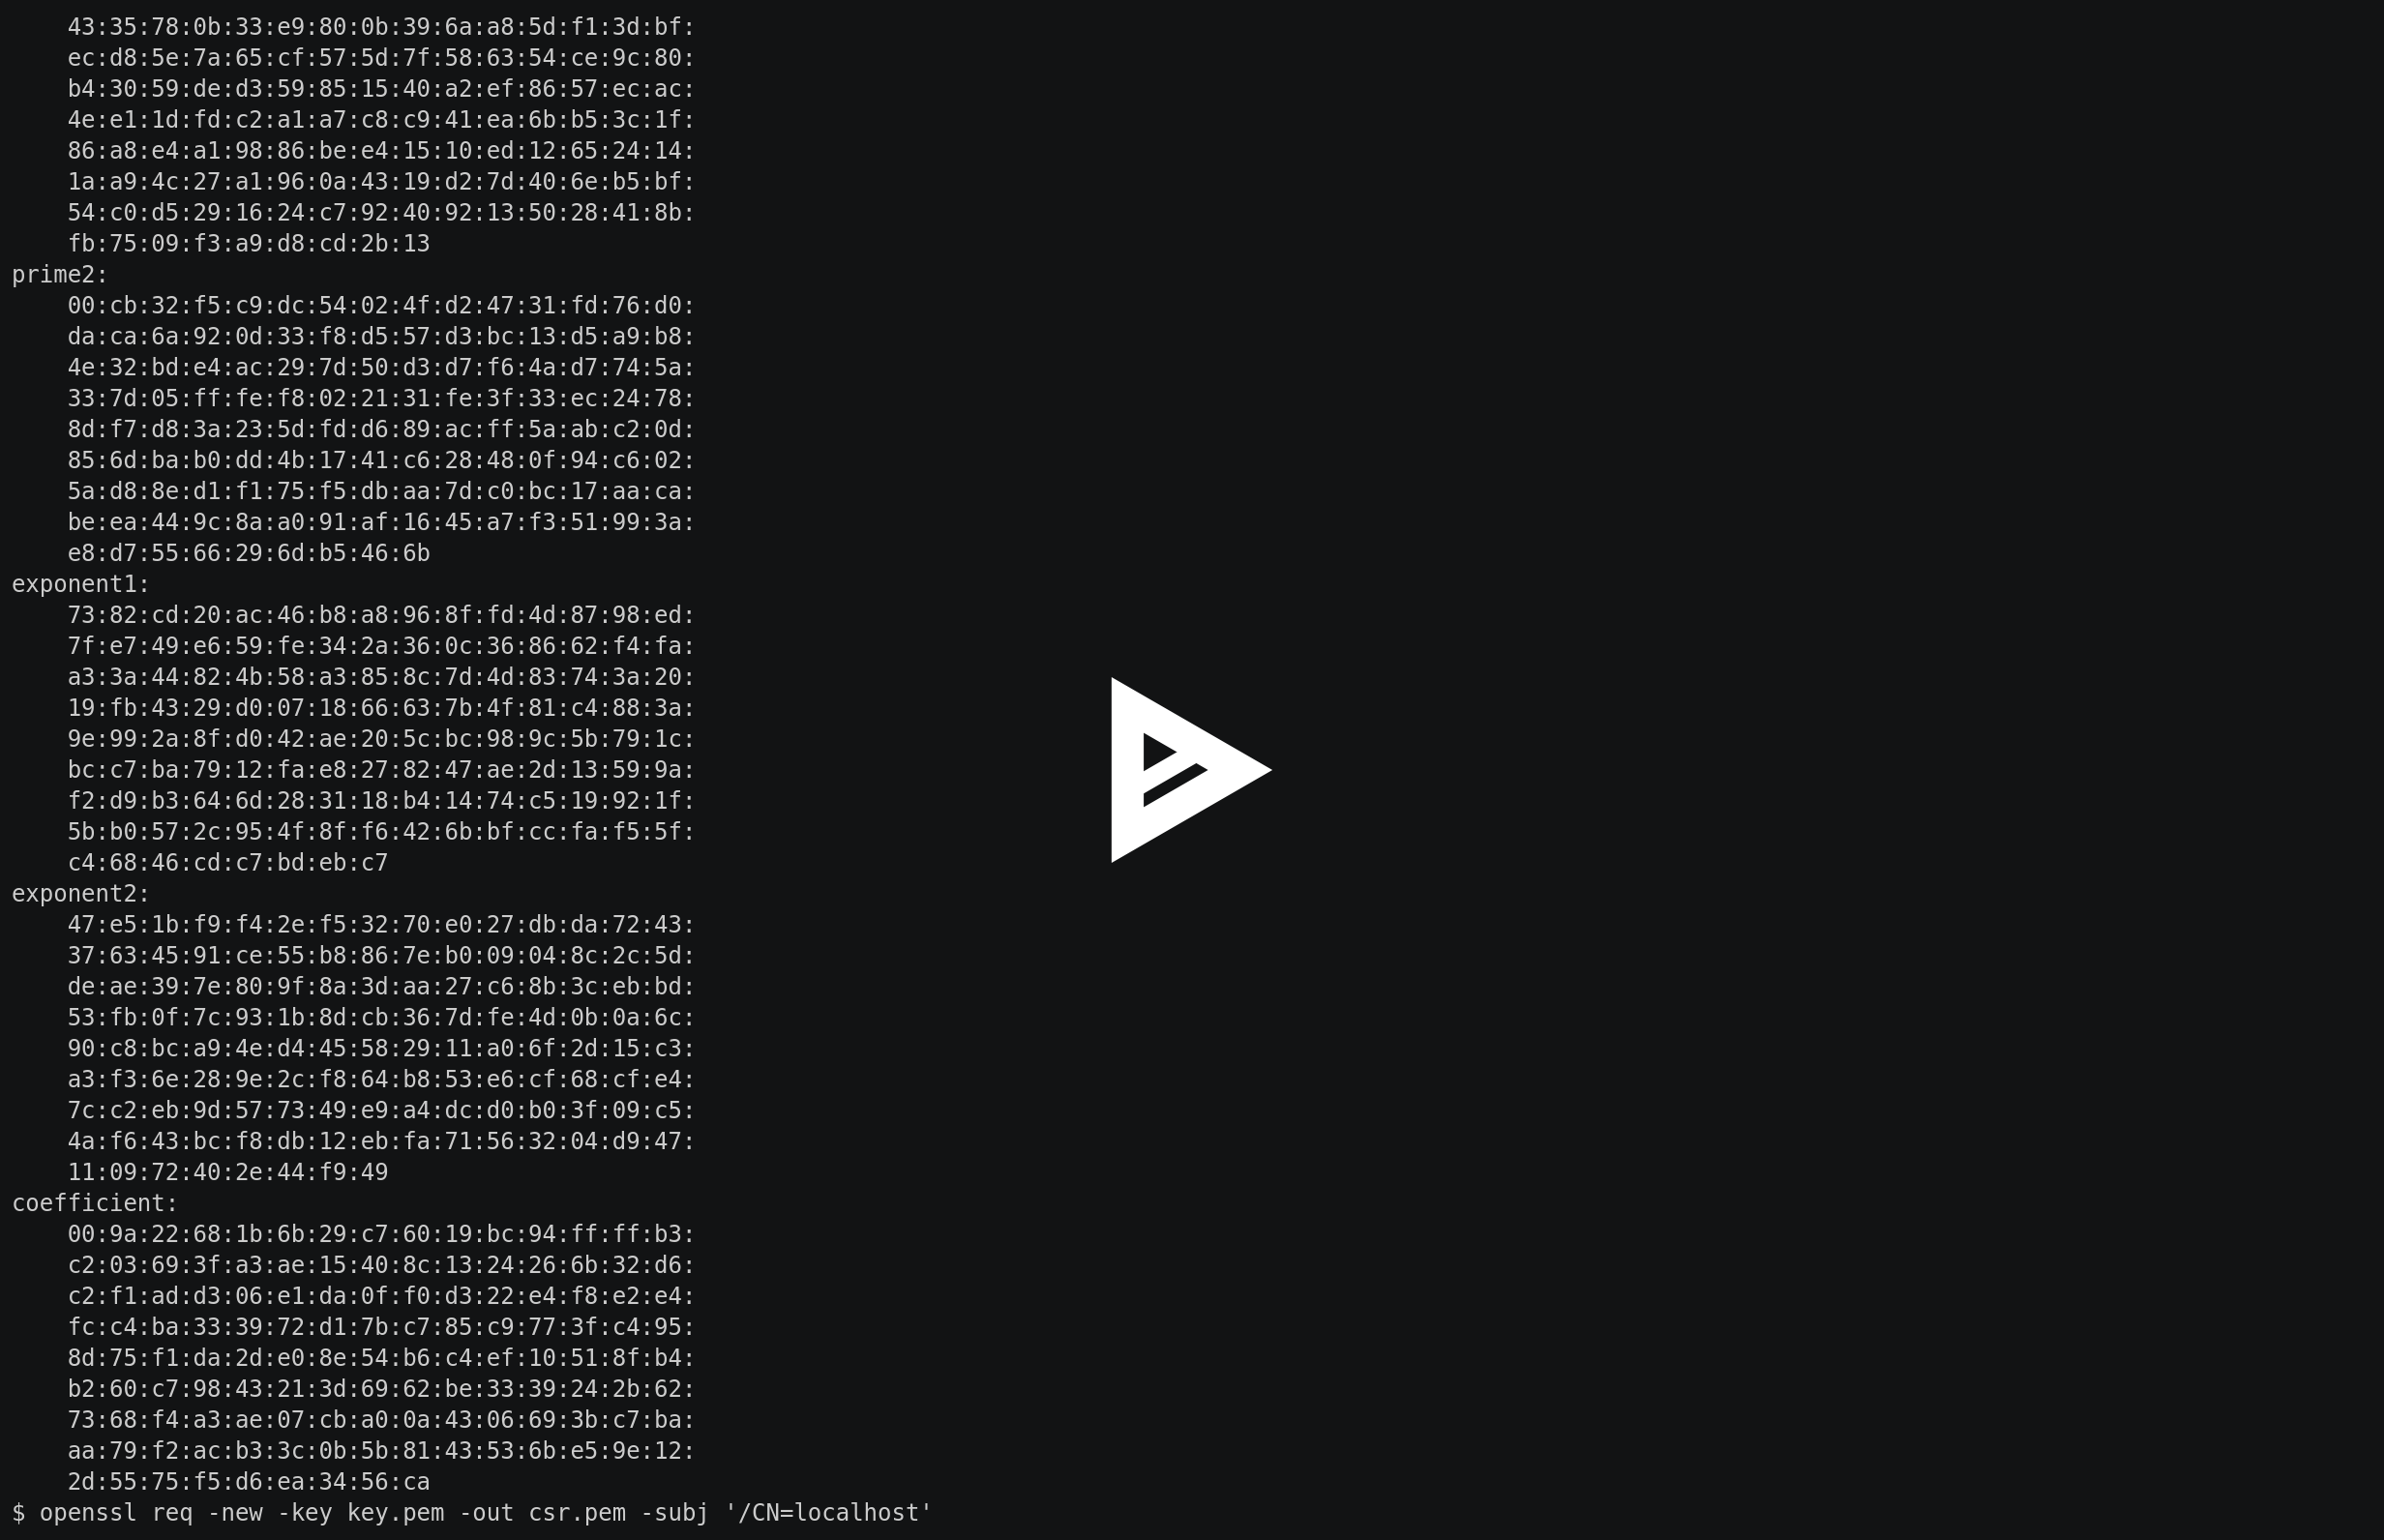 43:35:78:0b:33:e9:80:0b:39:6a:a8:5d:f1:3d:bf:
ec:d8:5e:7a:65:cf:57:5d:7f:58:63:54:ce:9c:80:
b4:30:59:de:d3:59:85:15:40:a2:ef:86:57:ec:ac:
4e:e1:1d:fd:c2:a1:a7:c8:c9:41:ea:6b:b5:3c:1f:
86:a8:e4:a1:98:86:be:e4:15:10:ed:12:65:24:14:
1a:a9:4c:27:a1:96:0a:43:19:d2:7d:40:6e:b5:bf:
54:c0:d5:29:16:24:c7:92:40:92:13:50:28:41:8b:
fb:75:09:f3:a9:d8:cd:2b:13
prime2:
00:cb:32:f5:c9:dc:54:02:4f:d2:47:31:fd:76:d0:
da:ca:6a:92:0d:33:f8:d5:57:d3:bc:13:d5:a9:b8:
4e:32:bd:e4:ac:29:7d:50:d3:d7:f6:4a:d7:74:5a:
33:7d:05:ff:fe:f8:02:21:31:fe:3f:33:ec:24:78:
8d:f7:d8:3a:23:5d:fd:d6:89:ac:ff:5a:ab:c2:0d:
85:6d:ba:b0:dd:4b:17:41:c6:28:48:0f:94:c6:02:
5a:d8:8e:d1:f1:75:f5:db:aa:7d:c0:bc:17:aa:ca:
be:ea:44:9c:8a:a0:91:af:16:45:a7:f3:51:99:3a:
e8:d7:55:66:29:6d:b5:46:6b
exponent1:
73:82:cd:20:ac:46:b8:a8:96:8f:fd:4d:87:98:ed:
7f:e7:49:e6:59:fe:34:2a:36:0c:36:86:62:f4:fa:
a3:3a:44:82:4b:58:a3:85:8c:7d:4d:83:74:3a:20:
19:fb:43:29:d0:07:18:66:63:7b:4f:81:c4:88:3a:
9e:99:2a:8f:d0:42:ae:20:5c:bc:98:9c:5b:79:1c:
bc:c7:ba:79:12:fa:e8:27:82:47:ae:2d:13:59:9a:
f2:d9:b3:64:6d:28:31:18:b4:14:74:c5:19:92:1f:
5b:b0:57:2c:95:4f:8f:f6:42:6b:bf:cc:fa:f5:5f:
c4:68:46:cd:c7:bd:eb:c7
exponent2:
47:e5:1b:f9:f4:2e:f5:32:70:e0:27:db:da:72:43:
37:63:45:91:ce:55:b8:86:7e:b0:09:04:8c:2c:5d:
de:ae:39:7e:80:9f:8a:3d:aa:27:c6:8b:3c:eb:bd:
53:fb:0f:7c:93:1b:8d:cb:36:7d:fe:4d:0b:0a:6c:
90:c8:bc:a9:4e:d4:45:58:29:11:a0:6f:2d:15:c3:
a3:f3:6e:28:9e:2c:f8:64:b8:53:e6:cf:68:cf:e4:
7c:c2:eb:9d:57:73:49:e9:a4:dc:d0:b0:3f:09:c5:
4a:f6:43:bc:f8:db:12:eb:fa:71:56:32:04:d9:47:
11:09:72:40:2e:44:f9:49
coefficient:
00:9a:22:68:1b:6b:29:c7:60:19:bc:94:ff:ff:b3:
c2:03:69:3f:a3:ae:15:40:8c:13:24:26:6b:32:d6:
c2:f1:ad:d3:06:e1:da:0f:f0:d3:22:e4:f8:e2:e4:
fc:c4:ba:33:39:72:d1:7b:c7:85:c9:77:3f:c4:95:
8d:75:f1:da:2d:e0:8e:54:b6:c4:ef:10:51:8f:b4:
b2:60:c7:98:43:21:3d:69:62:be:33:39:24:2b:62:
73:68:f4:a3:ae:07:cb:a0:0a:43:06:69:3b:c7:ba:
aa:79:f2:ac:b3:3c:0b:5b:81:43:53:6b:e5:9e:12:
2d:55:75:f5:d6:ea:34:56:ca
$ openssl req -new -key key.pem -out csr.pem -subj '/CN=localhost'